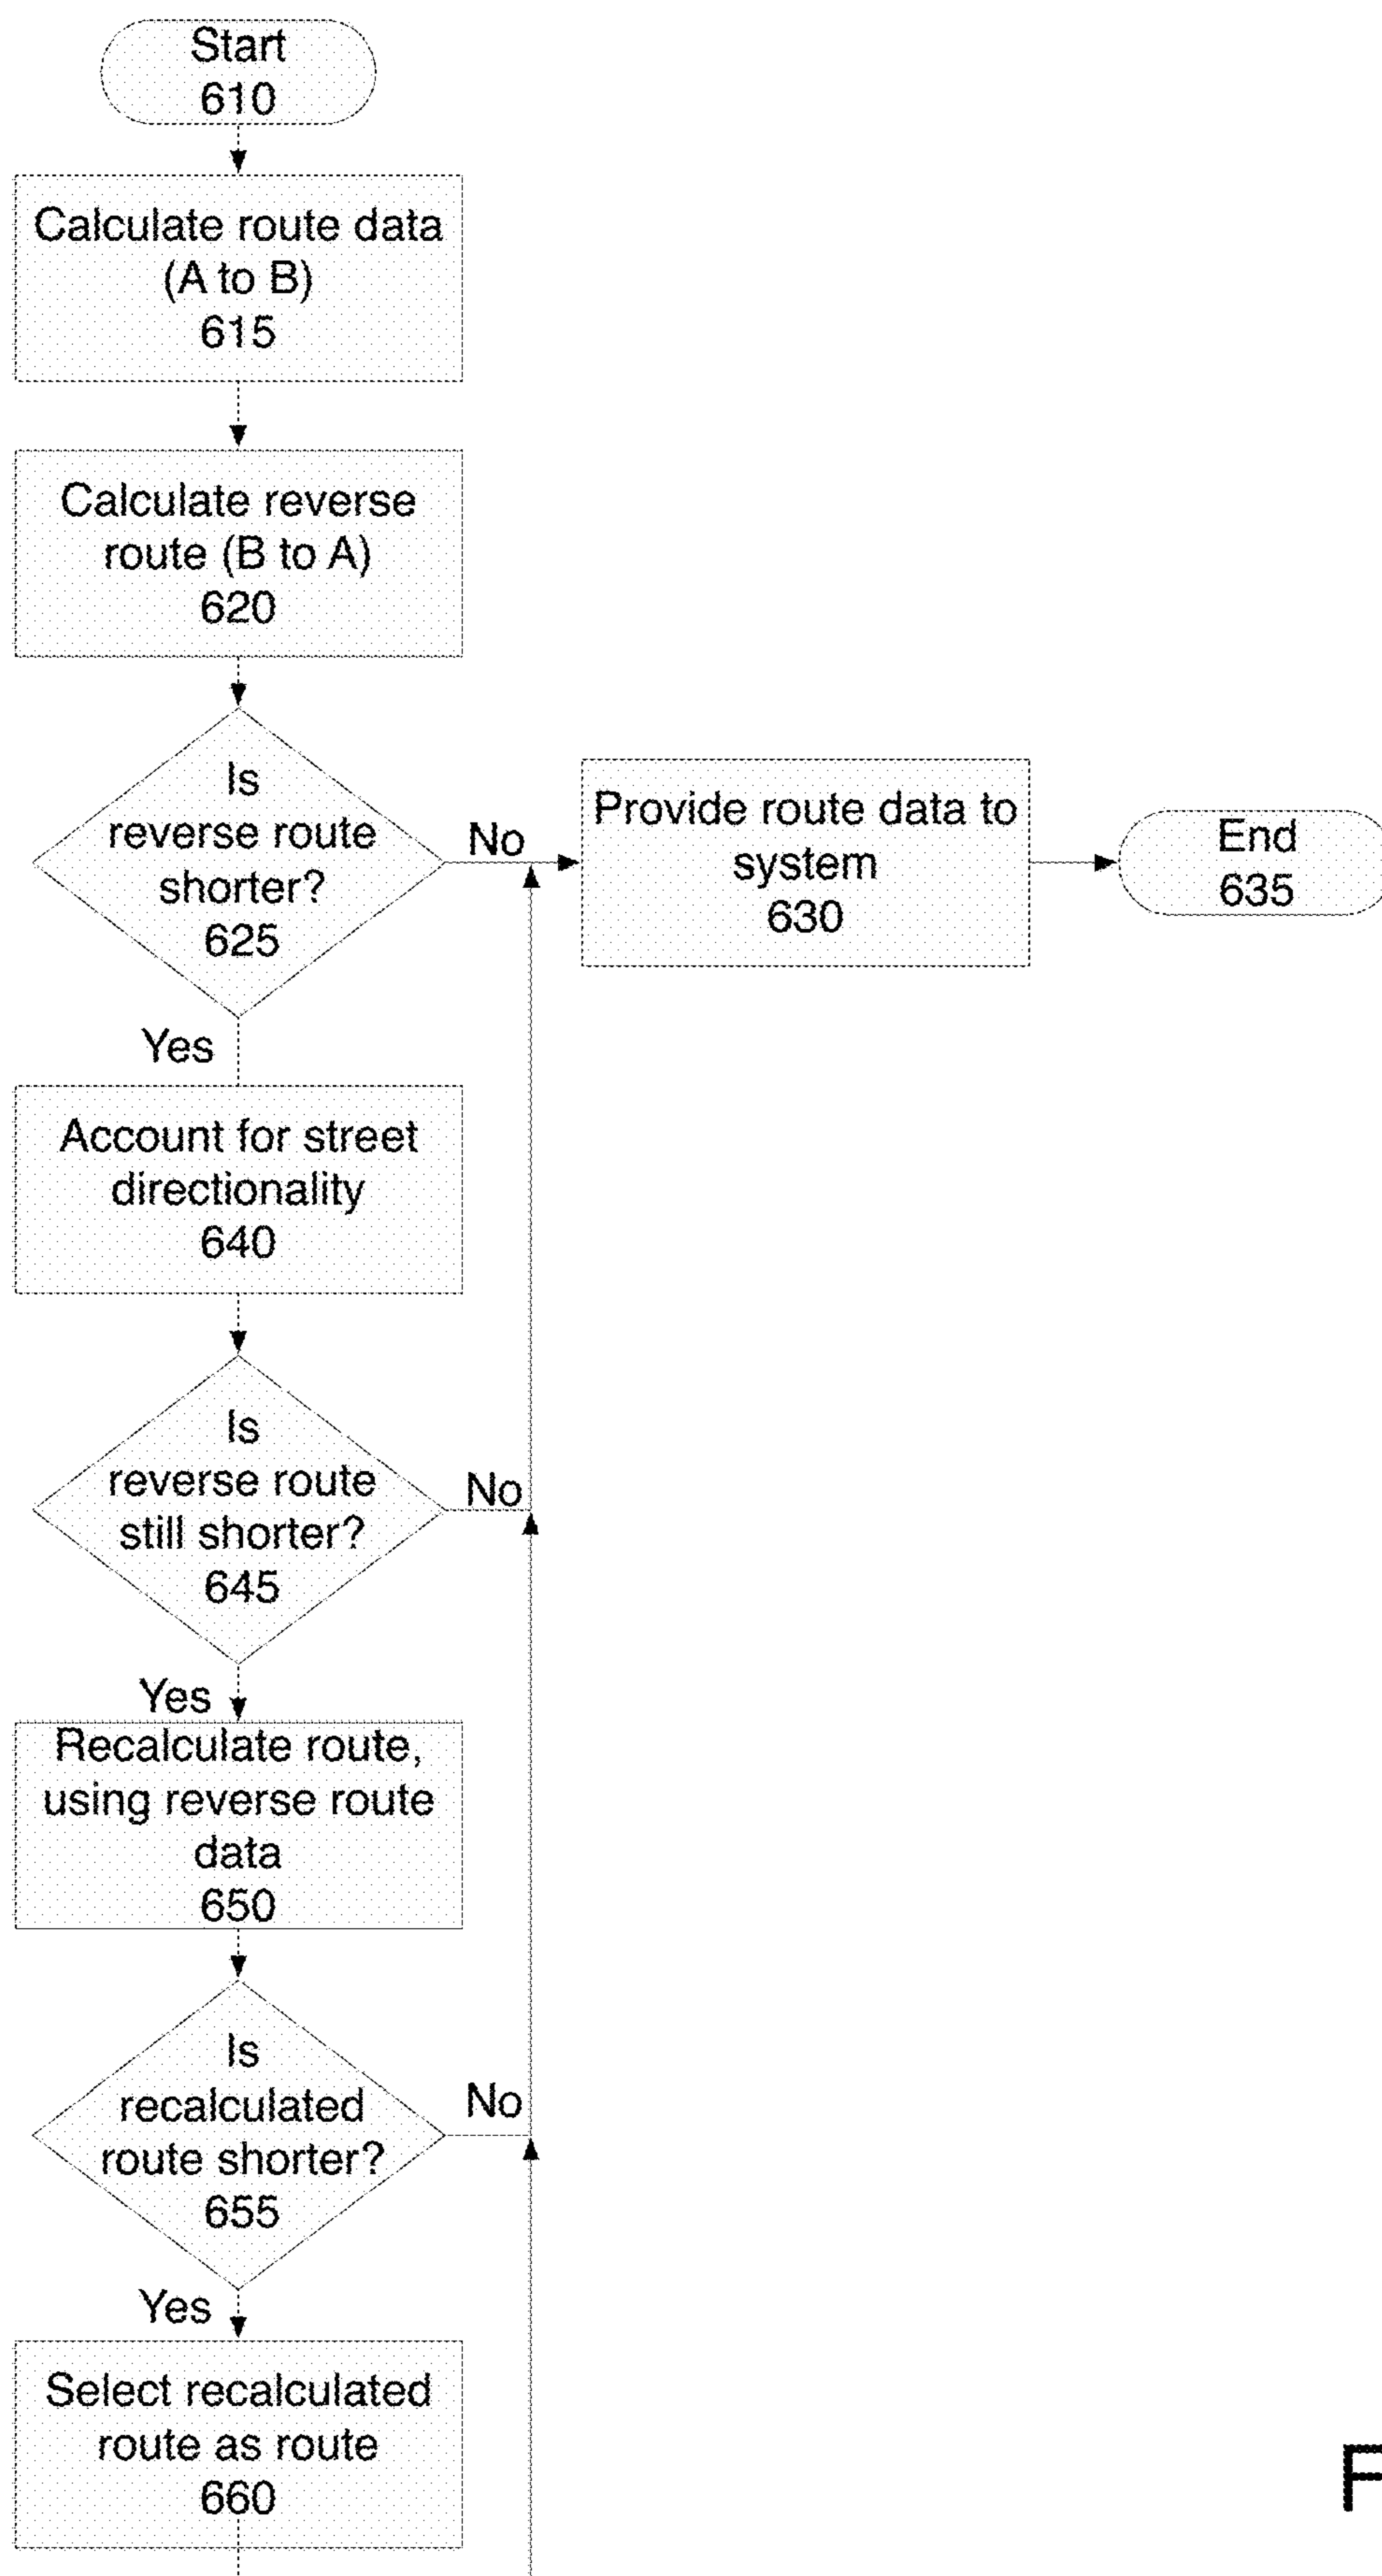 Start
610
Calculate route data
(A to B)
615
Calculate reverse
route (B to A)
620
Is
reverse route
shorter?
625
No
Provide route data to
system
630
End
635
Yes
Account for street
directionality
640
Is
reverse route
still shorter?
645
No
Yes
Recalculate route,
using reverse route
data
650
Is
recalculated
route shorter?
655
No
Yes
Select recalculated
route as route
660
F